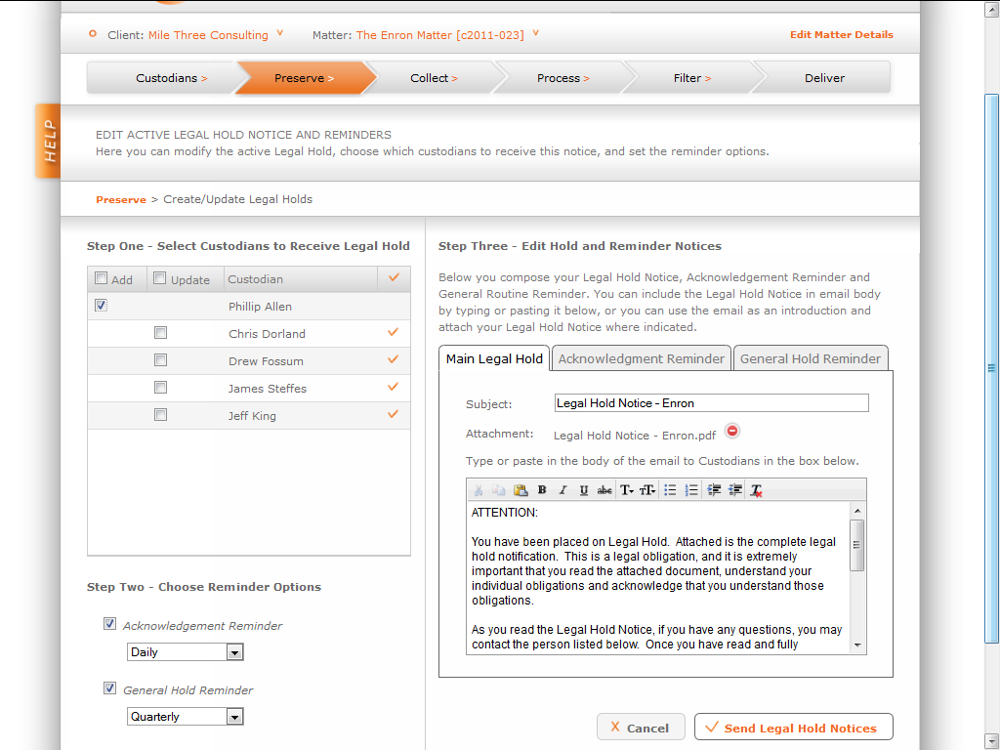 Client: Mile Three Consulting v Matter: The Enron Matter [c2011-023] v Edit Matter Details
Custodians > Preserve > Collect > Process > Filter > Deliver
HELP
EDIT ACTIVE LEGAL HOLD NOTICE AND REMINDERS
Here you can modify the active Legal Hold, choose which custodians to receive this notice, and set the reminder options.
Preserve > Create/Update Legal Holds
Step One - Select Custodians to Receive Legal Hold
Add Update Custodian
Phillip Allen
Chris Dorland
Drew Fossum
James Steffes
Jeff King
Step Two - Choose Reminder Options
Acknowledgement Reminder
Daily
General Hold Reminder
Quarterly
Step Three - Edit Hold and Reminder Notices
Below you compose your Legal Hold Notice, Acknowledgement Reminder and
General Routine Reminder. You can include the Legal Hold Notice in email body
by typing or pasting it below, or you can use the email as an introduction and
attach your Legal Hold Notice where indicated.
Main Legal Hold Acknowledgment Reminder General Hold Reminder
Subject: Legal Hold Notice - Enron
Attachment: Legal Hold Notice - Enron.pdf
Type or paste in the body of the email to Custodians in the box below.
B I U abc T T
ATTENTION:
You have been placed on Legal Hold. Attached is the complete legal
hold notification. This is a legal obligation, and it is extremely
important that you read the attached document, understand your
individual obligations and acknowledge that you understand those
obligations.
As you read the Legal Hold Notice, if you have any questions, you may
contact the person listed below. Once you have read and fully
X Cancel Send Legal Hold Notices